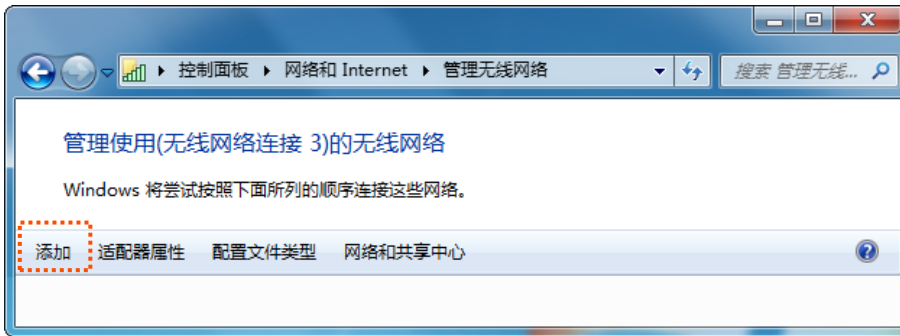 控制面板 网络和 Internet 管理无线网络 搜索 管理无线...
管理使用(无线网络连接 3)的无线网络
Windows 将尝试按照下面所列的顺序连接这些网络。
添加 适配器属性 配置文件类型 网络和共享中心